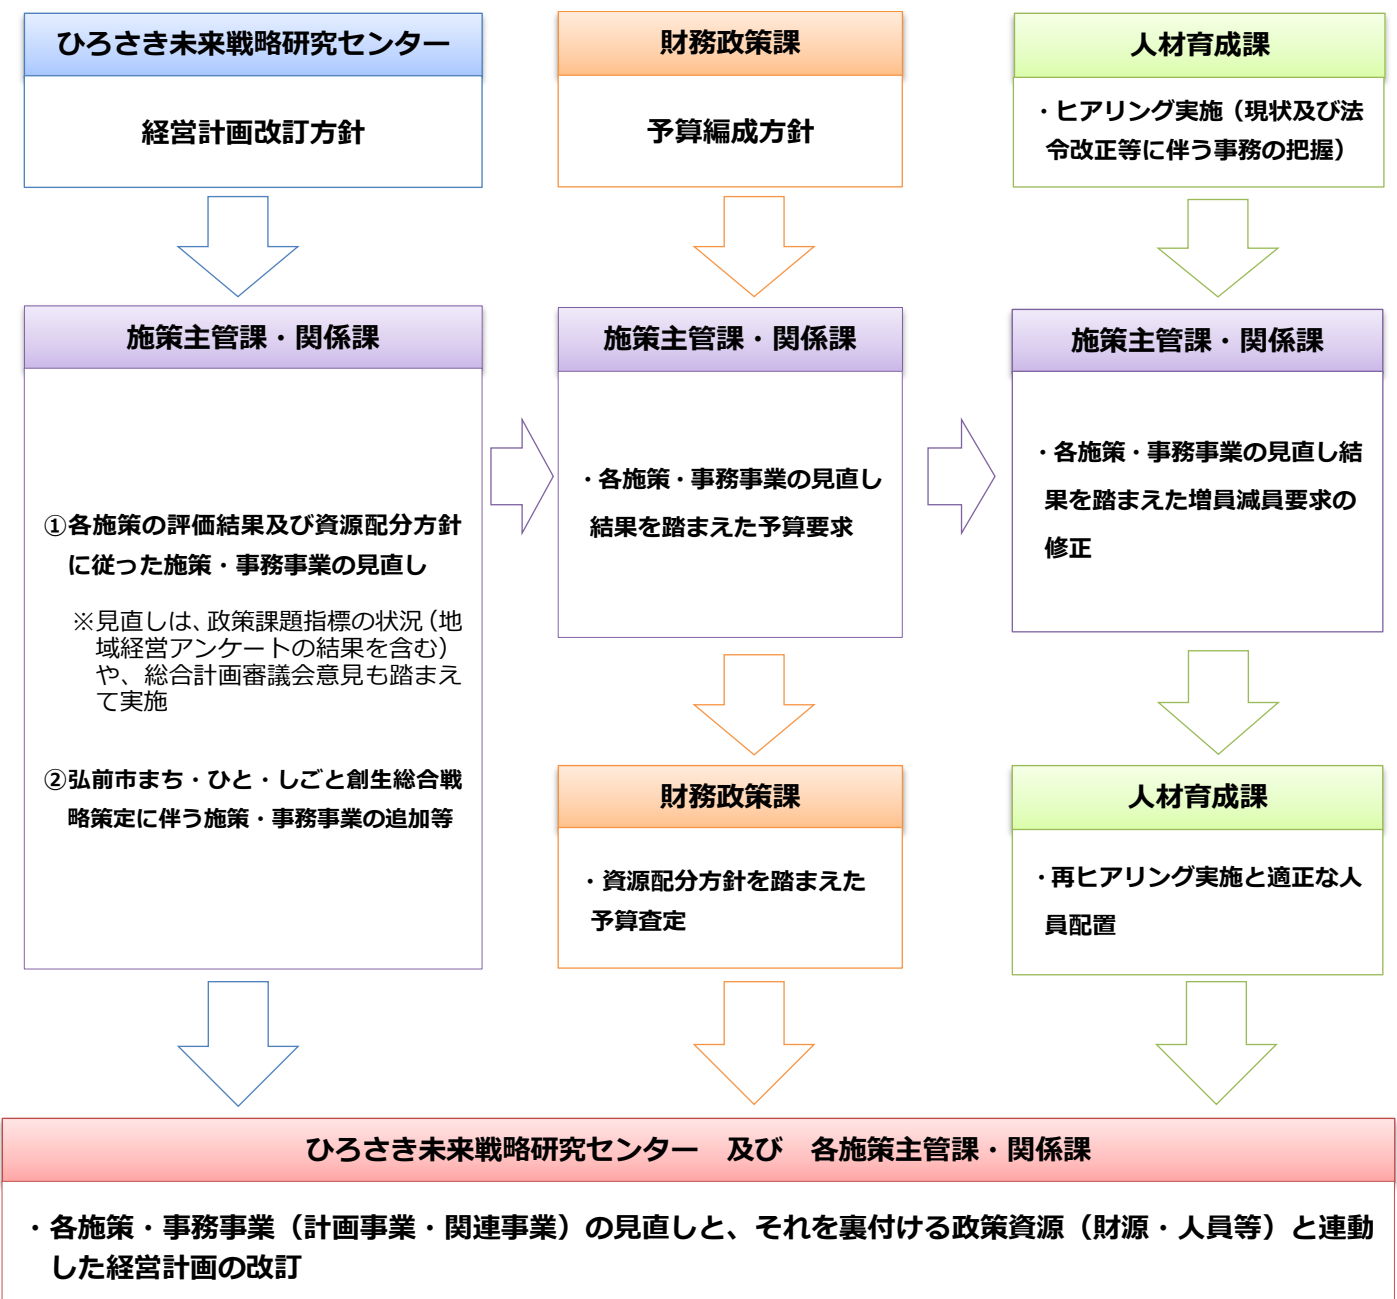 ひろさき未来戦略研究センター
経営計画改訂方針
財務政策課
予算編成方針
人材育成課
・ヒアリング実施（現状及び法
令改正等に伴う事務の把握）
施策主管課・関係課
①各施策の評価結果及び資源配分方針
に従った施策・事務事業の見直し
※見直しは、政策課題指標の状況（地
域経営アンケートの結果を含む）
や、総合計画審議会意見も踏まえ
て実施
②弘前市まち・ひと・しごと創生総合戦
略策定に伴う施策・事務事業の追加等
施策主管課・関係課
・各施策・事務事業の見直し
結果を踏まえた予算要求
施策主管課・関係課
・各施策・事務事業の見直し結
果を踏まえた増員減員要求の
修正
財務政策課
・資源配分方針を踏まえた
予算査定
人材育成課
・再ヒアリング実施と適正な人
員配置
ひろさき未来戦略研究センター　及び　各施策主管課・関係課
・各施策・事務事業（計画事業・関連事業）の見直しと、それを裏付ける政策資源（財源・人員等）と連動
した経営計画の改訂